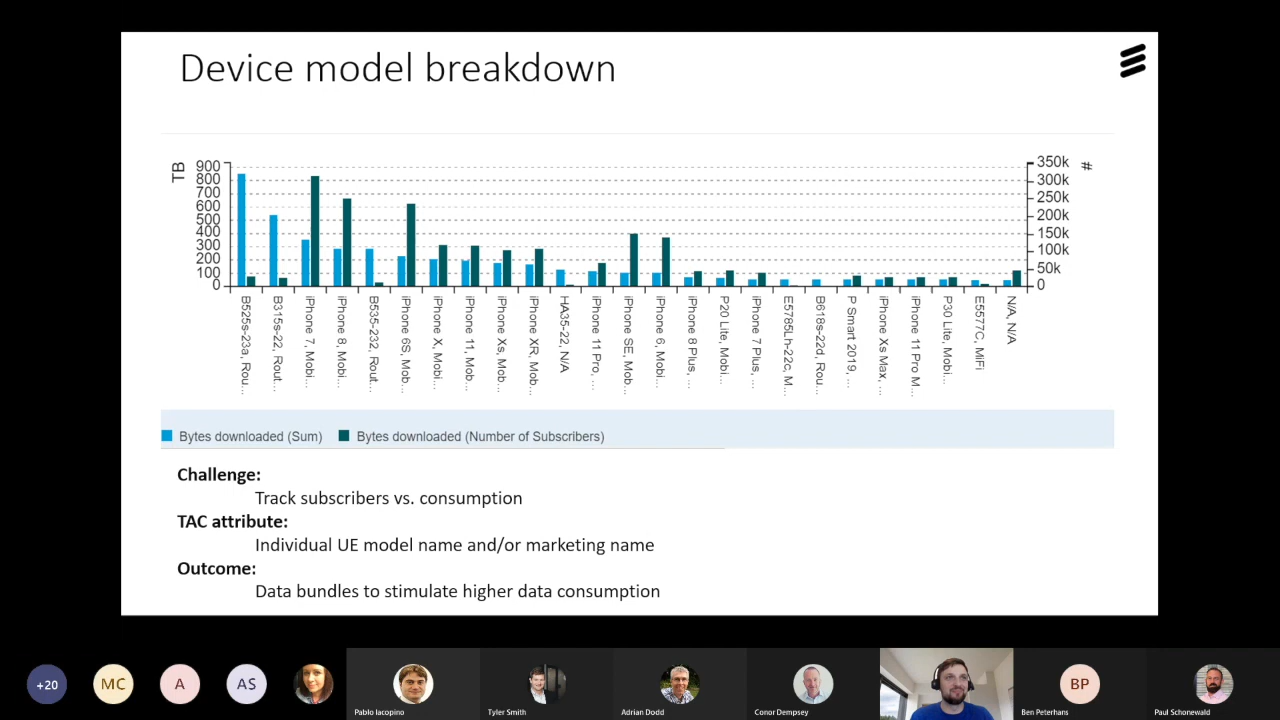 Device model breakdown
TB
900
800
700
600
500
400
300
200
100
0
350k
300k
250k
200k
150k
100k
50k
0
#
B525s-23a, Rou...
B315s-22, Rout...
iPhone 7, Mobi...
iPhone 8, Mobi...
B535-232, Rout...
iPhone 6S, Mob...
iPhone X, Mobi...
iPhone 11, Mob...
iPhone Xs, Mob...
iPhone XR, Mob...
HA35-22, N/A
iPhone 11 Pro, ...
iPhone SE, Mob...
iPhone 6, Mobi...
iPhone 8 Plus, ...
P20 Lite, Mobi...
iPhone 7 Plus, ...
E5785Lh-22c, M...
B618s-22d, Rou...
P Smart 2019, ...
iPhone Xs Max, ...
iPhone 11 Pro M...
P30 Lite, Mobi...
E5577C, MiFi
N/A, N/A
Bytes downloaded (Sum) Bytes downloaded (Number of Subscribers)
Challenge:
Track subscribers vs. consumption
TAC attribute:
Individual UE model name and/or marketing name
Outcome:
Data bundles to stimulate higher data consumption
+20
MC
A
AS
Pablo Iacopino
Tyler Smith
Adrian Dodd
Conor Dempsey
BP
Ben Peterhans
Paul Schonewald